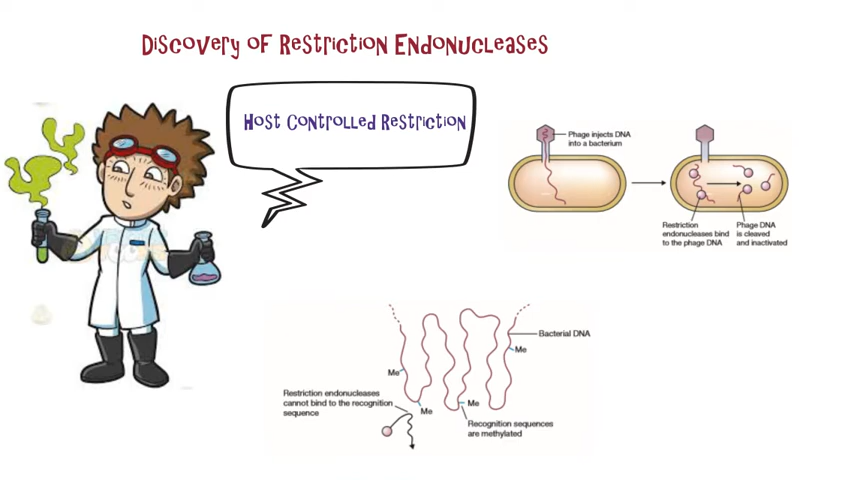 Discovery of Restriction Endonucleases
Host Controlled Restriction
Phage injects DNA
into a bacterium
Restriction
endonucleases bind
to the phage DNA
Phage DNA
is cleaved
and inactivated
Bacterial DNA
Me
Me
Restriction endonucleases
cannot bind to the recognition
sequence
Me
Me
Recognition sequences
are methylated